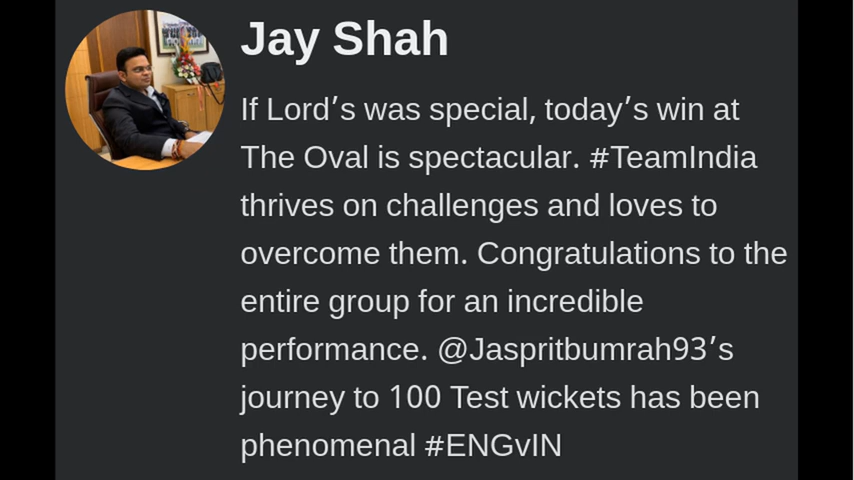 Jay Shah
If Lord’s was special, today’s win at
The Oval is spectacular. #TeamIndia
thrives on challenges and loves to
overcome them. Congratulations to the
entire group for an incredible
performance. @Jaspritbumrah93’s
journey to 100 Test wickets has been
phenomenal #ENGvIN